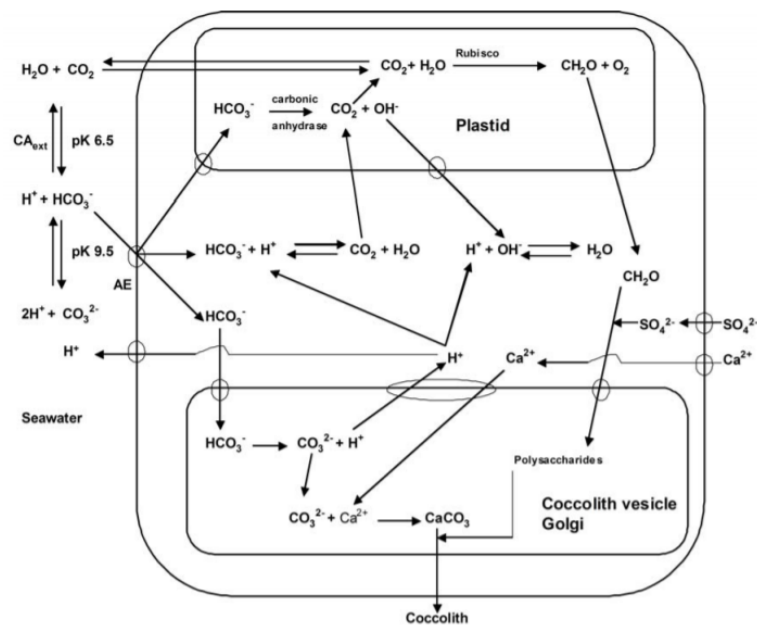 H₂O + CO₂
CO₂+ H₂O
Rubisco
CH₂O + O₂
HCO₃⁻
carbonic
anhydrase
CO₂ + OH⁻
Plastid
CAext
pK 6.5
H⁺ + HCO₃⁻
pK 9.5
AE
HCO₃⁻ + H⁺
CO₂ + H₂O
H⁺ + OH⁻
H₂O
CH₂O
2H⁺ + CO₃²⁻
HCO₃⁻
SO₄²⁻
SO₄²⁻
H⁺
H⁺
Ca²⁺
Ca²⁺
Seawater
HCO₃⁻
CO₃²⁻ + H⁺
Polysaccharides
CO₃²⁻ + Ca²⁺
CaCO₃
Coccolith vesicle
Golgi
Coccolith